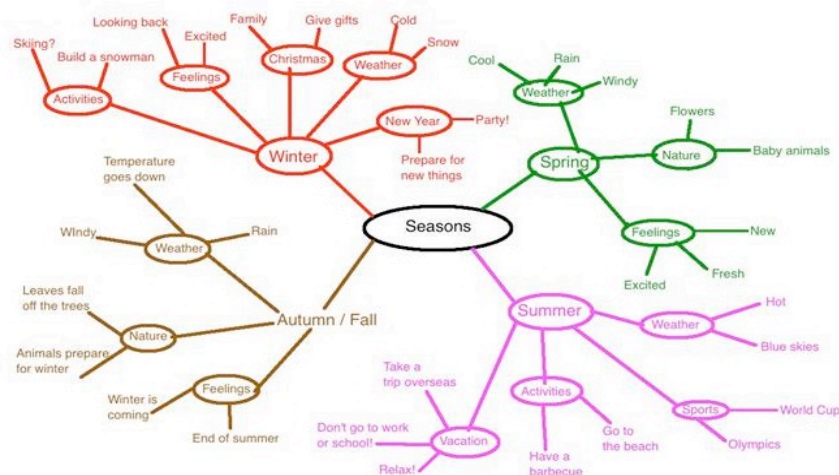 Looking back
Family
Give gifts
Skiing?
Excited
Cold
Build a snowman
Feelings
Christmas
Weather
Snow
Activities
New Year
Party!
Winter
Prepare for
new things
Cool
Rain
Windy
Weather
Flowers
Spring
Nature
Baby animals
Feelings
New
Fresh
Excited
Seasons
Temperature
goes down
WIndy
Weather
Rain
Leaves fall
off the trees
Autumn / Fall
Nature
Animals prepare
for winter
Feelings
Winter is
coming
End of summer
Summer
Hot
Weather
Blue skies
Take a
trip overseas
Activities
Sports
World Cup
Olympics
Don't go to work
or school!
Vacation
Relax!
Go to
the beach
Have a
barbecue